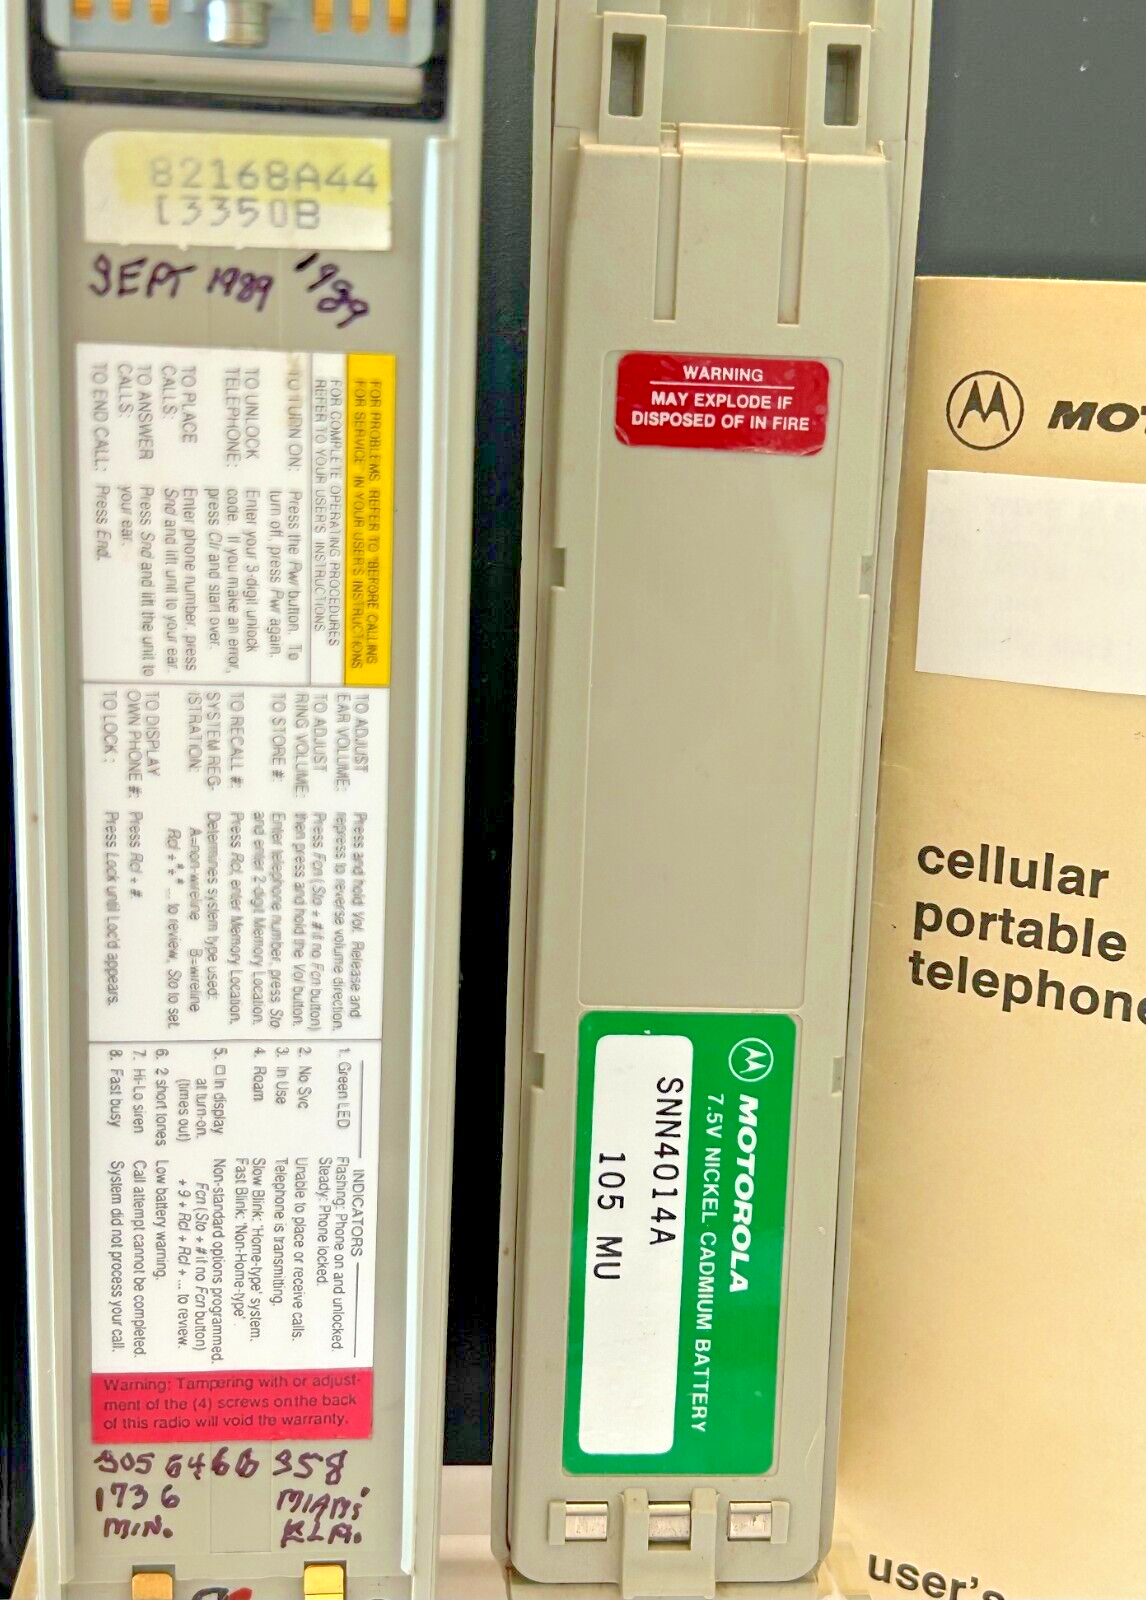 82168A44
13350B
SEPT 1989 1989
FOR PROBLEMS, REFER TO "BEFORE CALLING
FOR SERVICE" IN YOUR USER'S INSTRUCTIONS
FOR COMPLETE OPERATING PROCEDURES
REFER TO YOUR USER'S INSTRUCTIONS
TO TURN ON: Press the Pwr button. To
turn off, press Pwr again.
TO UNLOCK Enter your 3-digit unlock
TELEPHONE: code. If you make an error,
press Clr and start over.
TO PLACE Enter phone number, press
CALLS: Snd and lift unit to your ear.
TO ANSWER Press Snd and lift the unit to
CALLS: your ear.
TO END CALL: Press End.
TO ADJUST Press and hold Vol. Release and
EAR VOLUME: repress to reverse volume direction.
TO ADJUST Press Fcn (Sto + # if no Fcn button)
RING VOLUME: then press and hold the Vol button.
TO STORE #: Enter telephone number, press Sto
and enter 2-digit Memory Location.
TO RECALL #: Press Rcl, enter Memory Location.
SYSTEM REG- Determines system type used:
ISTRATION: A=non-wireline B=wireline
Rcl + * * ... to review, Sto to set.
TO DISPLAY
OWN PHONE #: Press Rcl + #.
TO LOCK: Press Lock until Loc'd appears.
INDICATORS
1. Green LED Flashing: Phone on and unlocked.
Steady: Phone locked.
2. No Svc Unable to place or receive calls.
3. In Use Telephone is transmitting.
4. Roam Slow Blink: 'Home-type' system.
Fast Blink: 'Non-Home-type'.
5. □ In display Non-standard options programmed.
at turn-on. Fcn (Sto + # if no Fcn button)
(times out) + 9 + Rcl + Rcl + ... to review.
6. 2 short tones Low battery warning.
7. Hi-Lo siren Call attempt cannot be completed.
8. Fast busy System did not process your call.
Warning: Tampering with or adjust-
ment of the (4) screws on the back
of this radio will void the warranty.
305 646B 958
1736 MIAMI
MIN. FLA.
WARNING
MAY EXPLODE IF
DISPOSED OF IN FIRE
MOTOROLA
7.5V NICKEL CADMIUM BATTERY
SNN4014A
105 MU
MOT
cellular
portable
telephone
user's